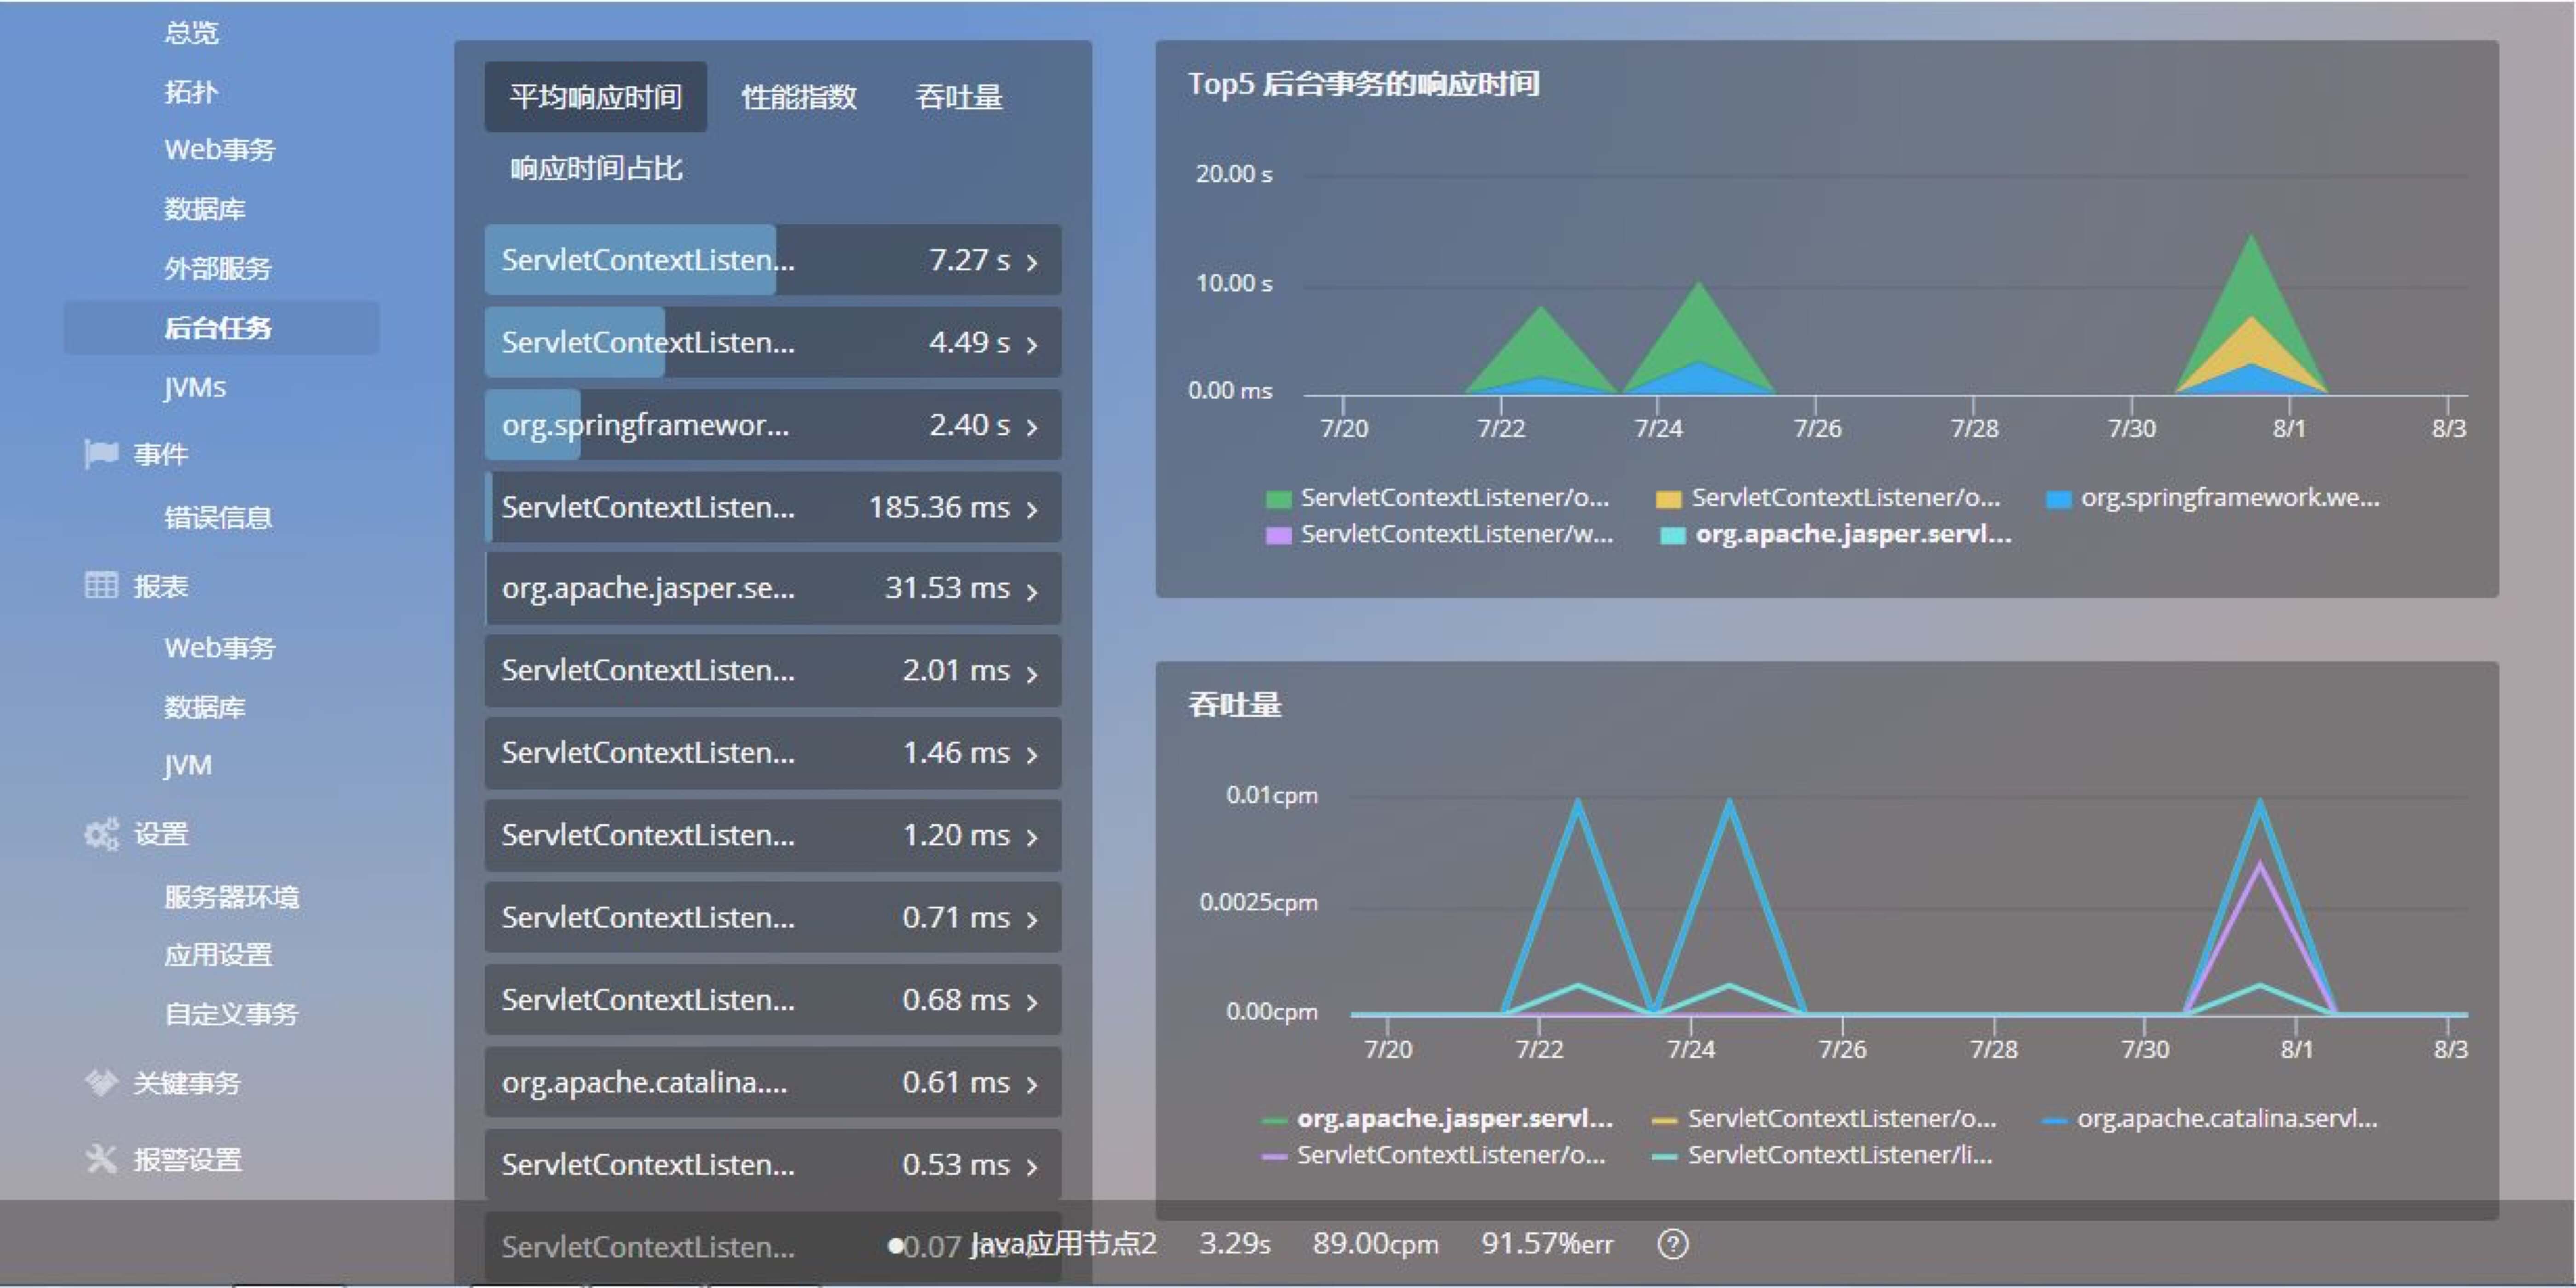 总览
拓扑
Web事务
数据库
外部服务
后台任务
JVMs
事件
错误信息
报表
Web事务
数据库
JVM
设置
服务器环境
应用设置
自定义事务
关键事务
报警设置
平均响应时间 性能指数 吞吐量
响应时间占比
ServletContextListen... 7.27 s
ServletContextListen... 4.49 s
org.springframewor... 2.40 s
ServletContextListen... 185.36 ms
org.apache.jasper.se... 31.53 ms
ServletContextListen... 2.01 ms
ServletContextListen... 1.46 ms
ServletContextListen... 1.20 ms
ServletContextListen... 0.71 ms
ServletContextListen... 0.68 ms
org.apache.catalina.... 0.61 ms
ServletContextListen... 0.53 ms
ServletContextListen... 0.07 ms
Top5 后台事务的响应时间
20.00 s
10.00 s
0.00 ms
7/20 7/22 7/24 7/26 7/28 7/30 8/1 8/3
ServletContextListener/o... ServletContextListener/o... org.springframework.we...
ServletContextListener/w... org.apache.jasper.servl...
吞吐量
0.01cpm
0.0025cpm
0.00cpm
7/20 7/22 7/24 7/26 7/28 7/30 8/1 8/3
org.apache.jasper.servl... ServletContextListener/o... org.apache.catalina.servl...
ServletContextListener/o... ServletContextListener/li...
Java应用节点2 3.29s 89.00cpm 91.57%err ?